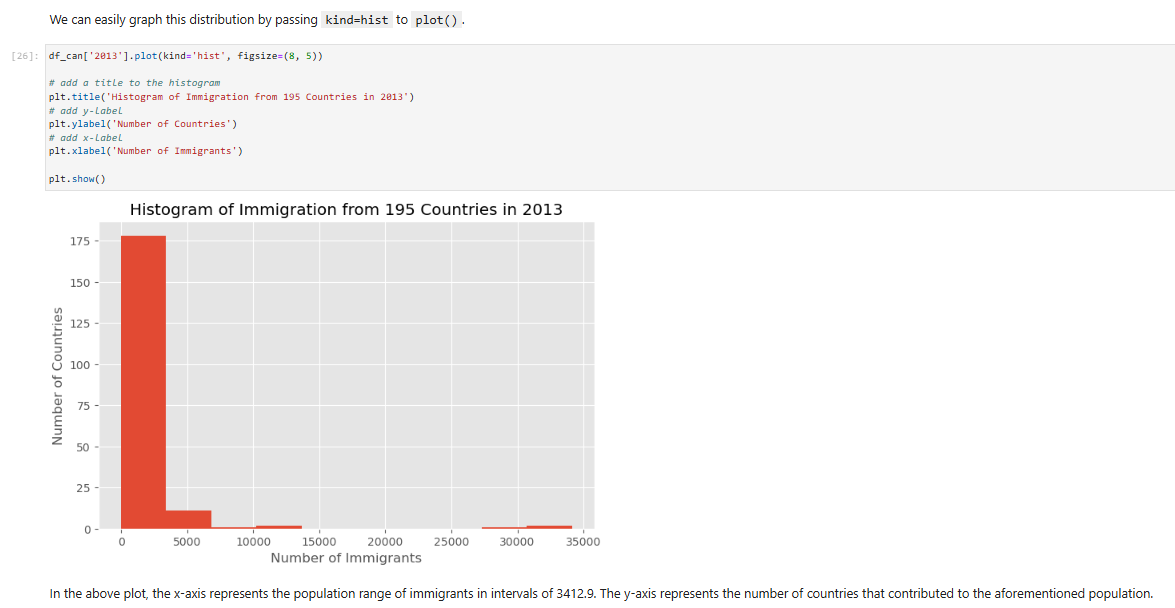 We can easily graph this distribution by passing kind=hist to plot() .
[26]: df_can['2013'].plot(kind='hist', figsize=(8, 5))
# add a title to the histogram
plt.title('Histogram of Immigration from 195 Countries in 2013')
# add y-label
plt.ylabel('Number of Countries')
# add x-label
plt.xlabel('Number of Immigrants')
plt.show()
Histogram of Immigration from 195 Countries in 2013
Number of Countries
175
150
125
100
75
50
25
0
0 5000 10000 15000 20000 25000 30000 35000
Number of Immigrants
In the above plot, the x-axis represents the population range of immigrants in intervals of 3412.9. The y-axis represents the number of countries that contributed to the aforementioned population.